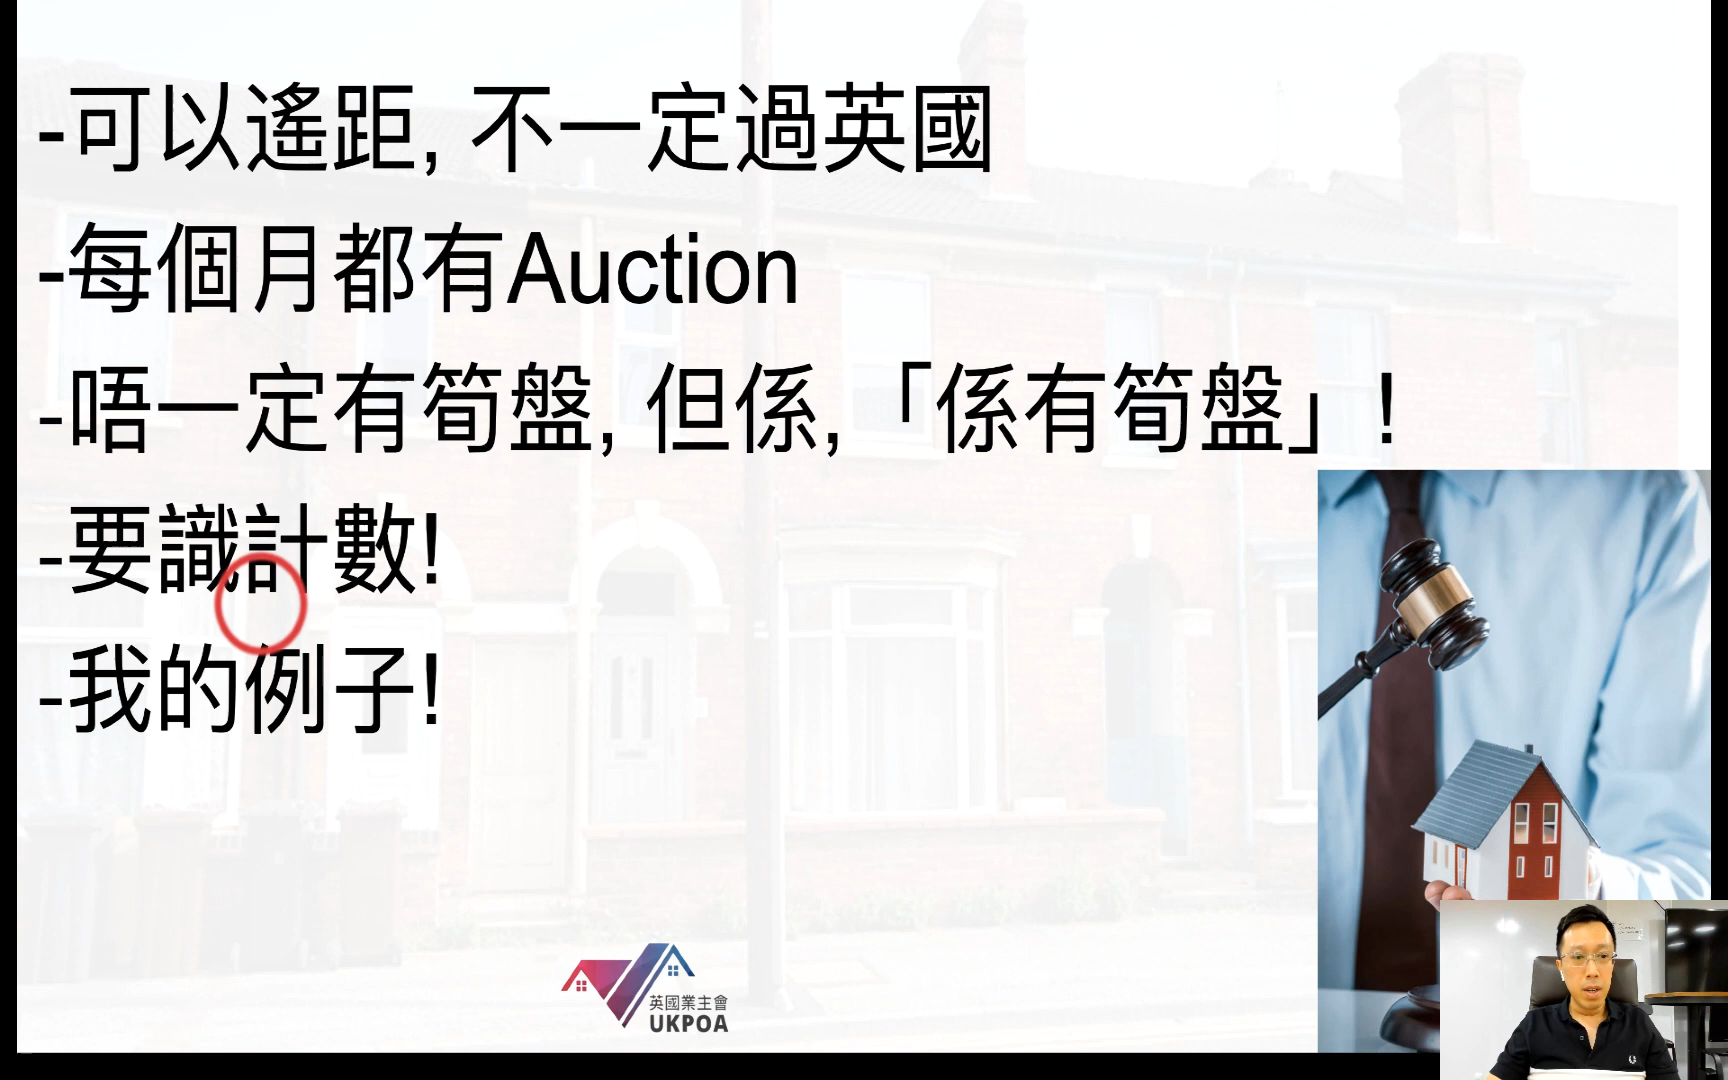 -可以遙距, 不一定過英國
-每個月都有Auction
-唔一定有筍盤, 但係,「係有筍盤」!
-要識計數!
-我的例子!
英國業主會
UKPOA